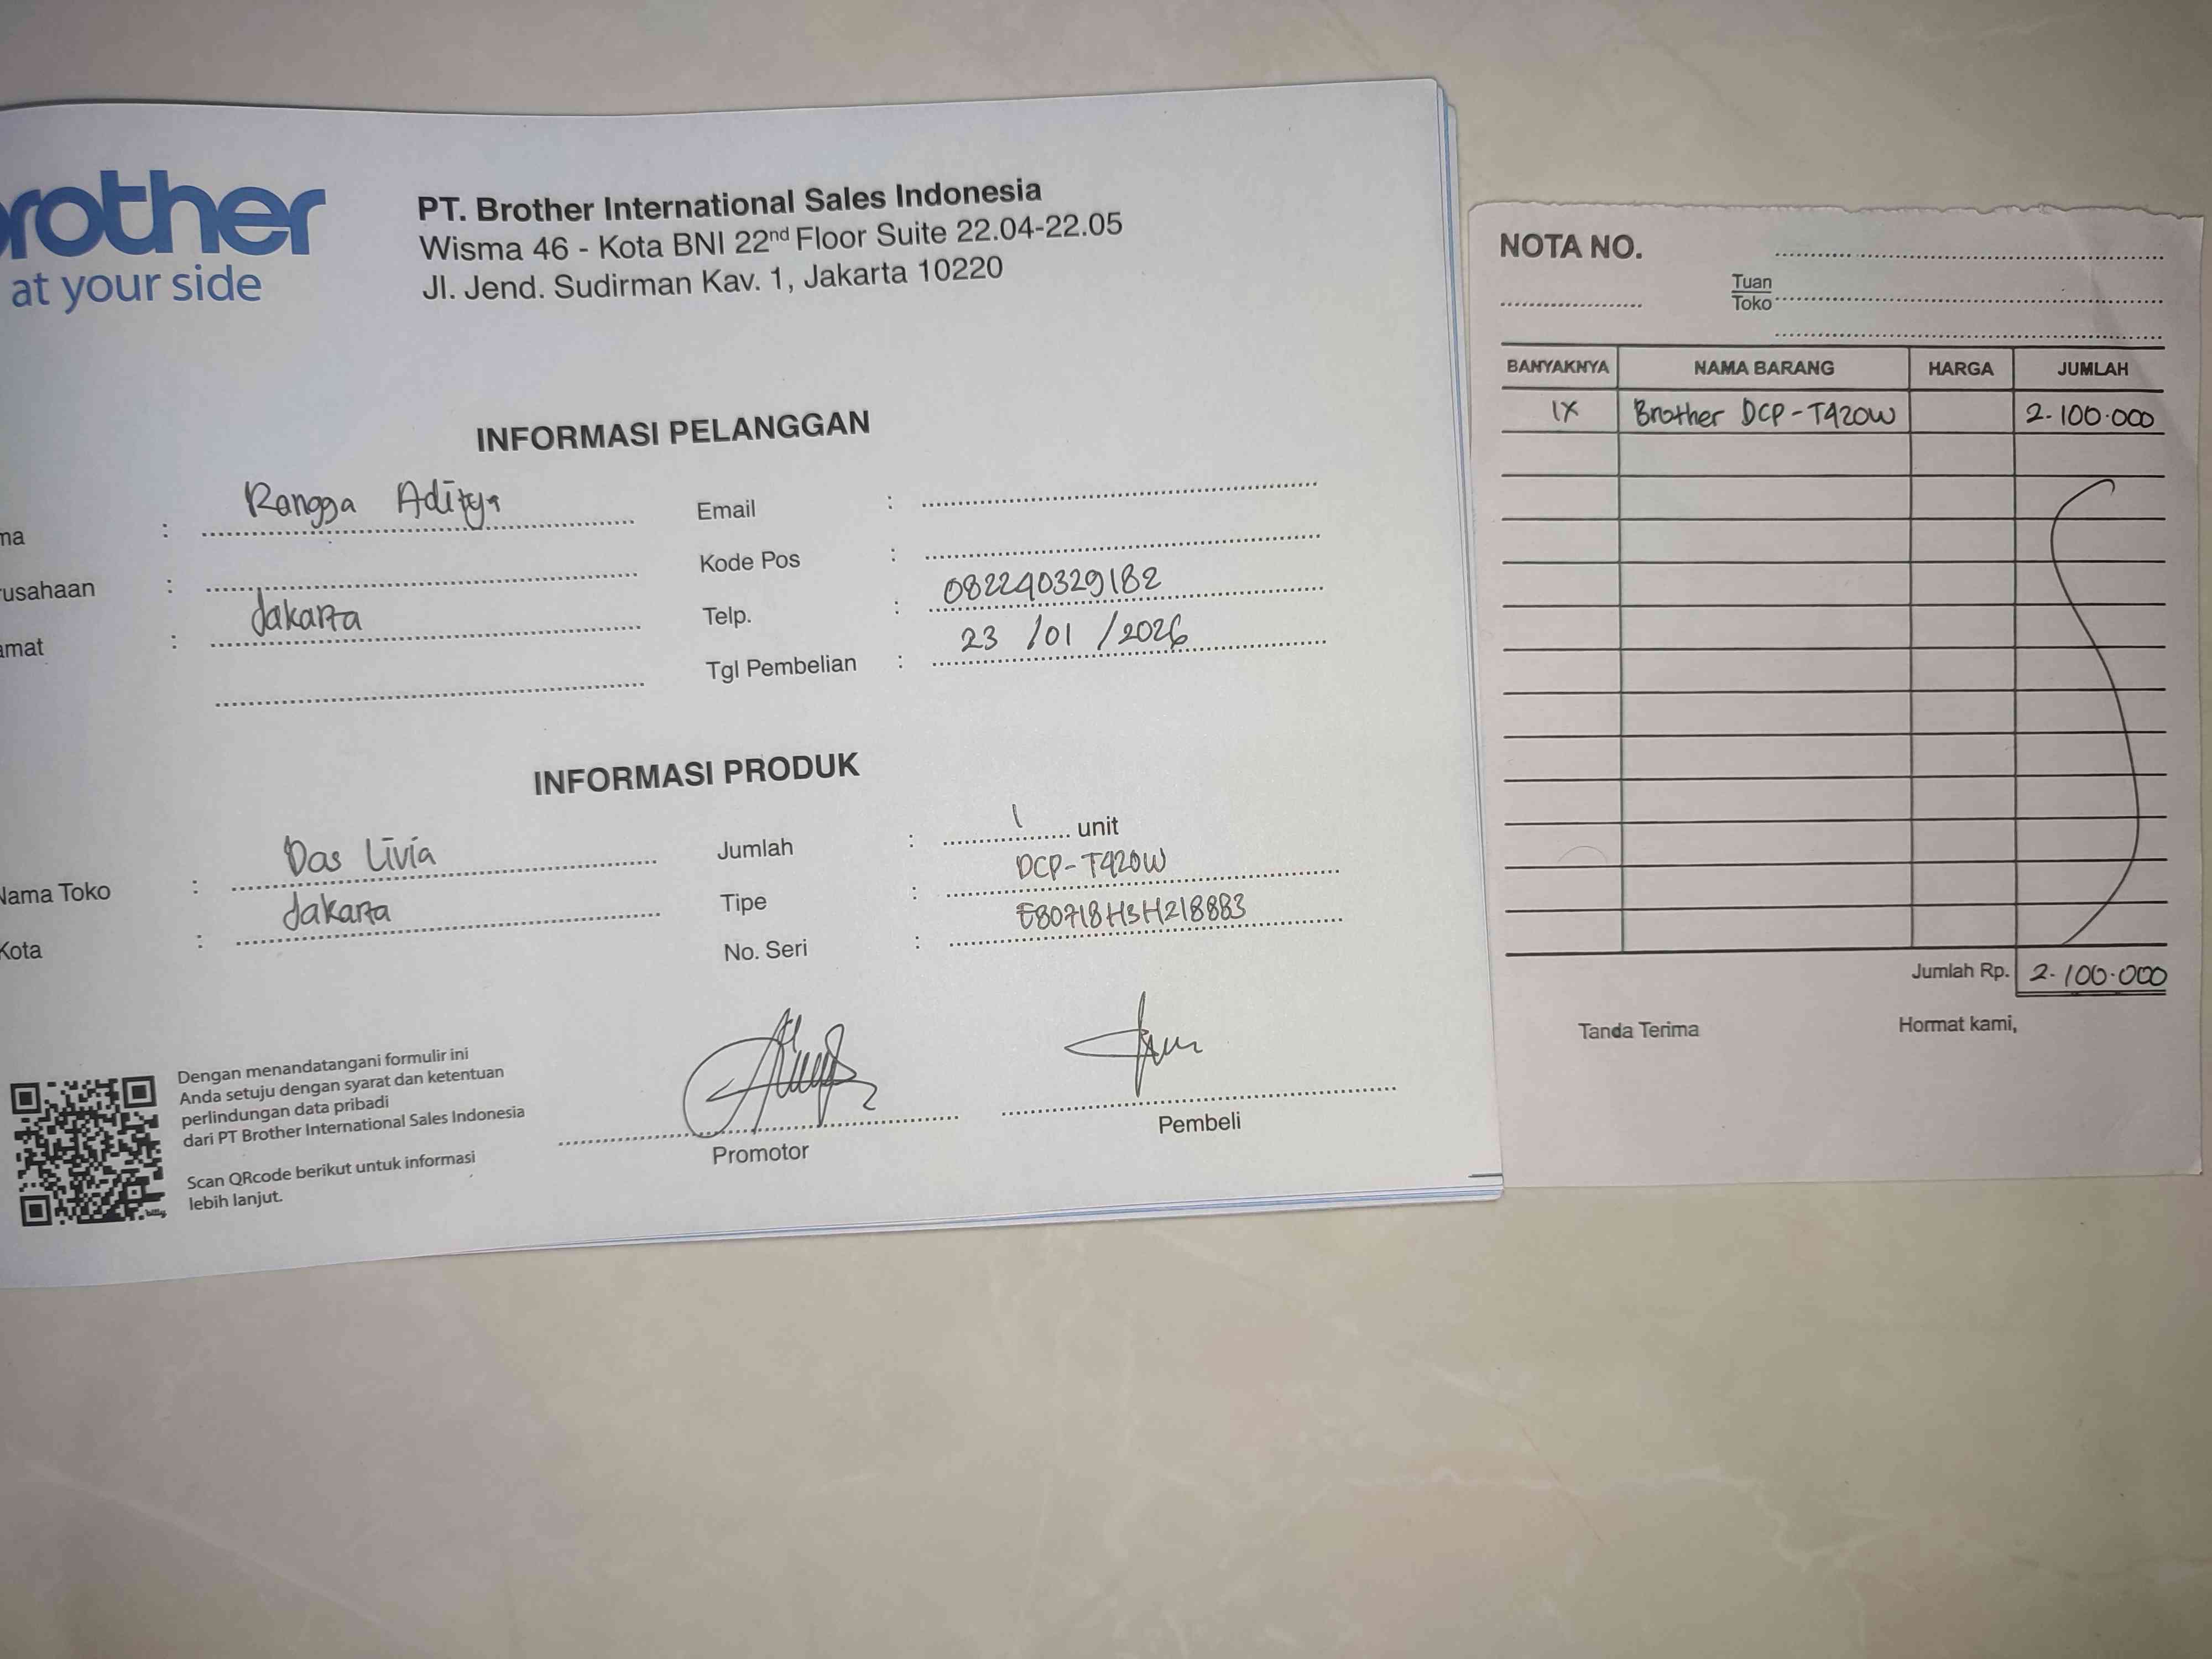 brother
at your side
PT. Brother International Sales Indonesia
Wisma 46 - Kota BNI 22nd Floor Suite 22.04-22.05
Jl. Jend. Sudirman Kav. 1, Jakarta 10220
INFORMASI PELANGGAN
ma : Rangga Aditya
rusahaan :
amat : Jakarta
Email :
Kode Pos :
Telp. : 082240329182
Tgl Pembelian : 23 /01 /2026
INFORMASI PRODUK
Nama Toko : Das Livia
Kota : Jakarta
Jumlah : 1 unit
Tipe : DCP-T420W
No. Seri : E80718H3H218883
Dengan menandatangani formulir ini
Anda setuju dengan syarat dan ketentuan
perlindungan data pribadi
dari PT Brother International Sales Indonesia
Scan QRcode berikut untuk informasi
lebih lanjut.
Promotor
Pembeli
NOTA NO.
Tuan
Toko
BANYAKNYA NAMA BARANG HARGA JUMLAH
1X Brother DCP-T420W 2.100.000
Jumlah Rp. 2.100.000
Tanda Terima Hormat kami,